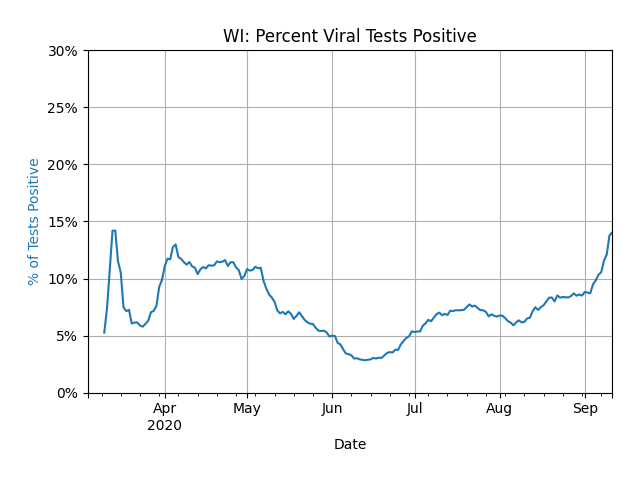 WI: Percent Viral Tests Positive
30%
25%
20%
15%
10%
5%
0%
% of Tests Positive
Apr May Jun Jul Aug Sep
2020
Date